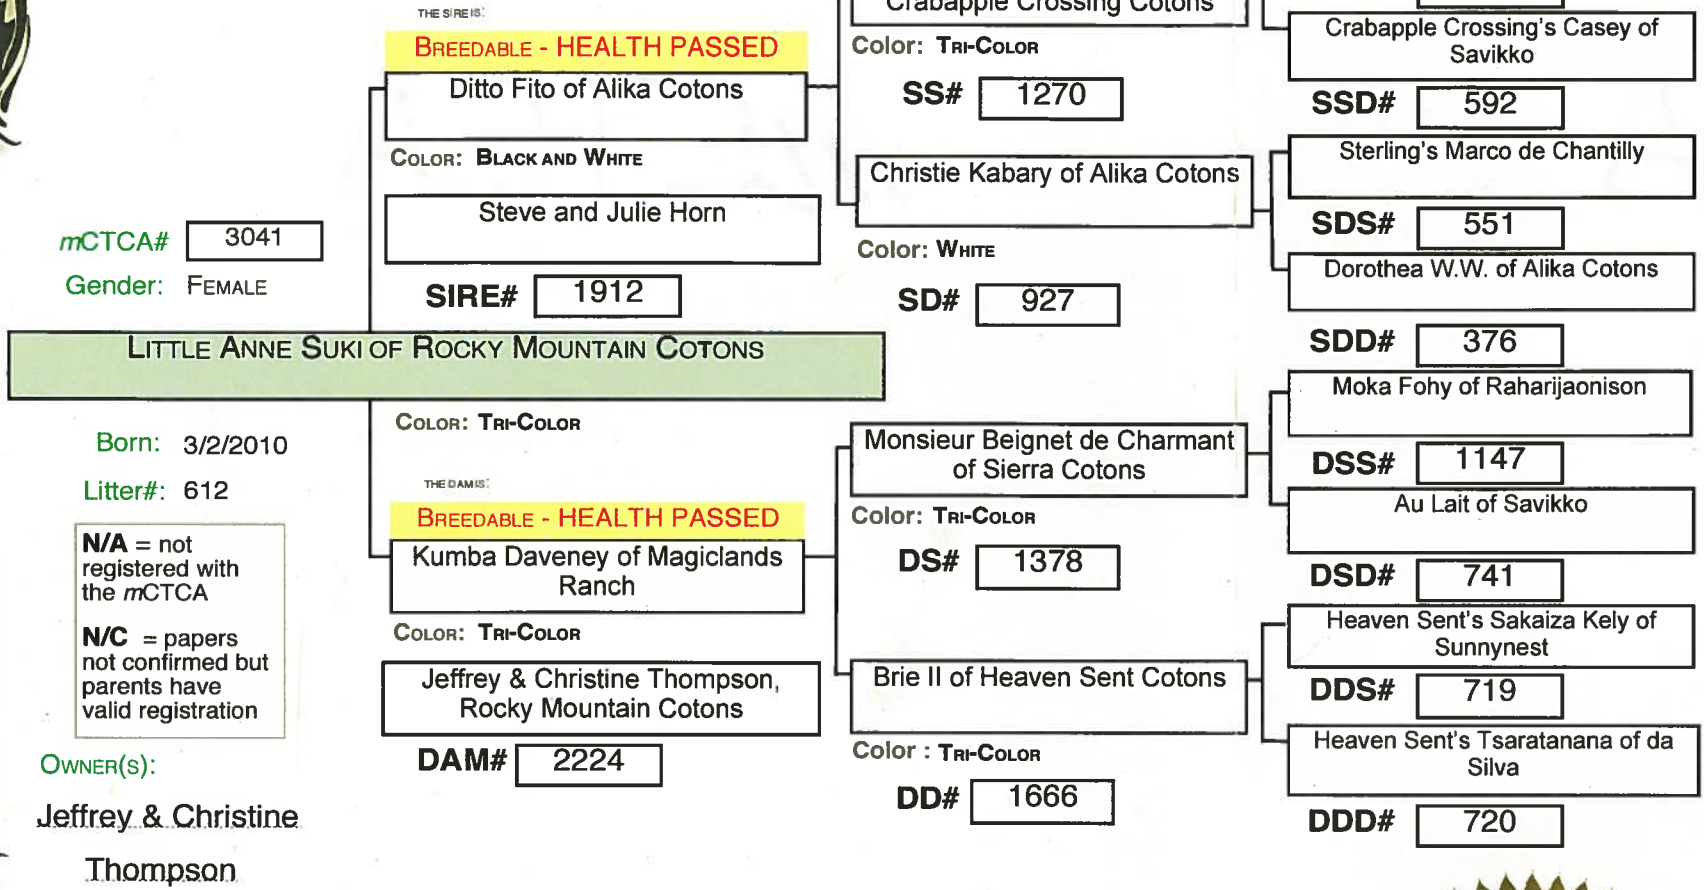 THE SIRE IS:
BREEDABLE - HEALTH PASSED
Ditto Fito of Alika Cotons
COLOR: BLACK AND WHITE
Steve and Julie Horn
SIRE# 1912
mCTCA# 3041
Gender: FEMALE
LITTLE ANNE SUKI OF ROCKY MOUNTAIN COTONS
COLOR: TRI-COLOR
Born: 3/2/2010
Litter#: 612
N/A = not
registered with
the mCTCA
N/C = papers
not confirmed but
parents have
valid registration
OWNER(S):
Jeffrey & Christine
Thompson
THE DAM IS:
BREEDABLE - HEALTH PASSED
Kumba Daveney of Magiclands
Ranch
COLOR: TRI-COLOR
Jeffrey & Christine Thompson,
Rocky Mountain Cotons
DAM# 2224
Crabapple Crossing Cotons
Color: TRI-COLOR
SS# 1270
Christie Kabary of Alika Cotons
Color: WHITE
SD# 927
Monsieur Beignet de Charmant
of Sierra Cotons
Color: TRI-COLOR
DS# 1378
Brie II of Heaven Sent Cotons
Color : TRI-COLOR
DD# 1666
Crabapple Crossing's Casey of
Savikko
SSD# 592
Sterling's Marco de Chantilly
SDS# 551
Dorothea W.W. of Alika Cotons
SDD# 376
Moka Fohy of Raharijaonison
DSS# 1147
Au Lait of Savikko
DSD# 741
Heaven Sent's Sakaiza Kely of
Sunnynest
DDS# 719
Heaven Sent's Tsaratanana of da
Silva
DDD# 720